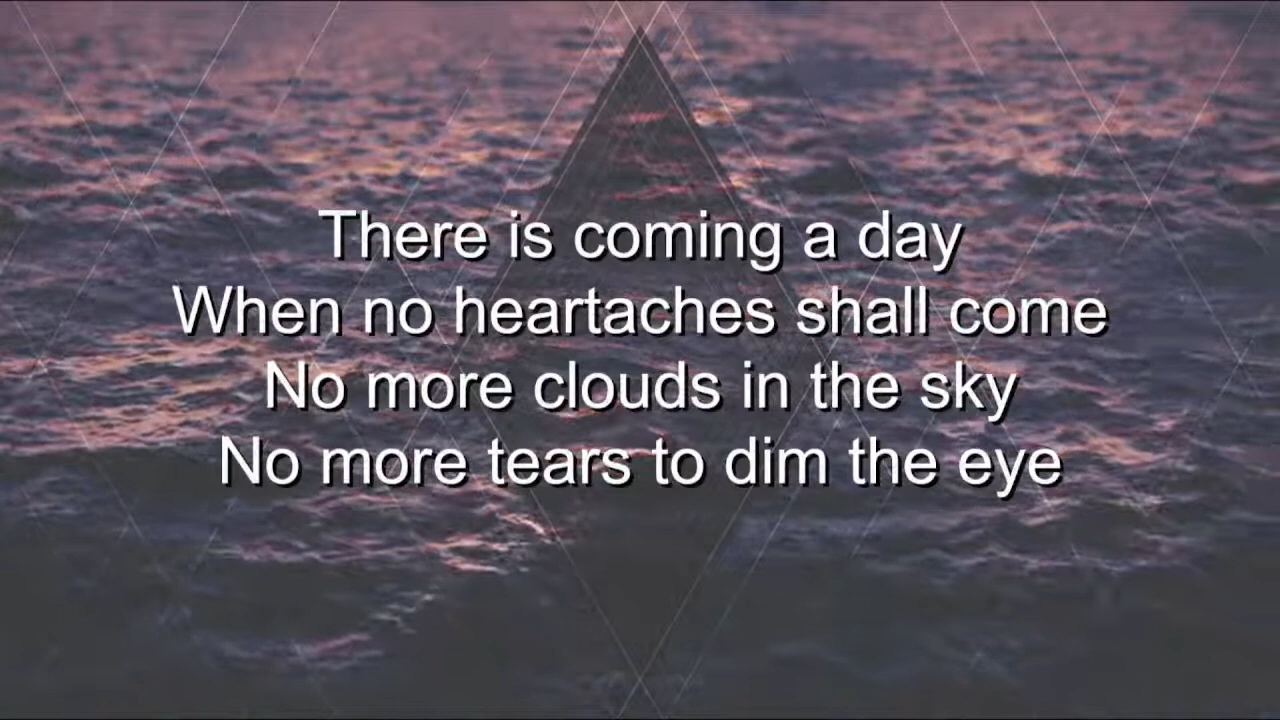 There is coming a day
When no heartaches shall come
No more clouds in the sky
No more tears to dim the eye